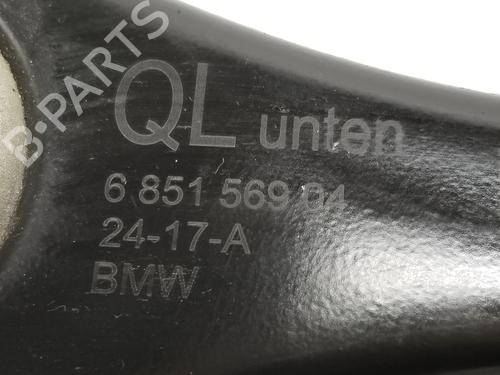 B-PARTS
QL unten
6 851 569 04
24-17-A
BMW